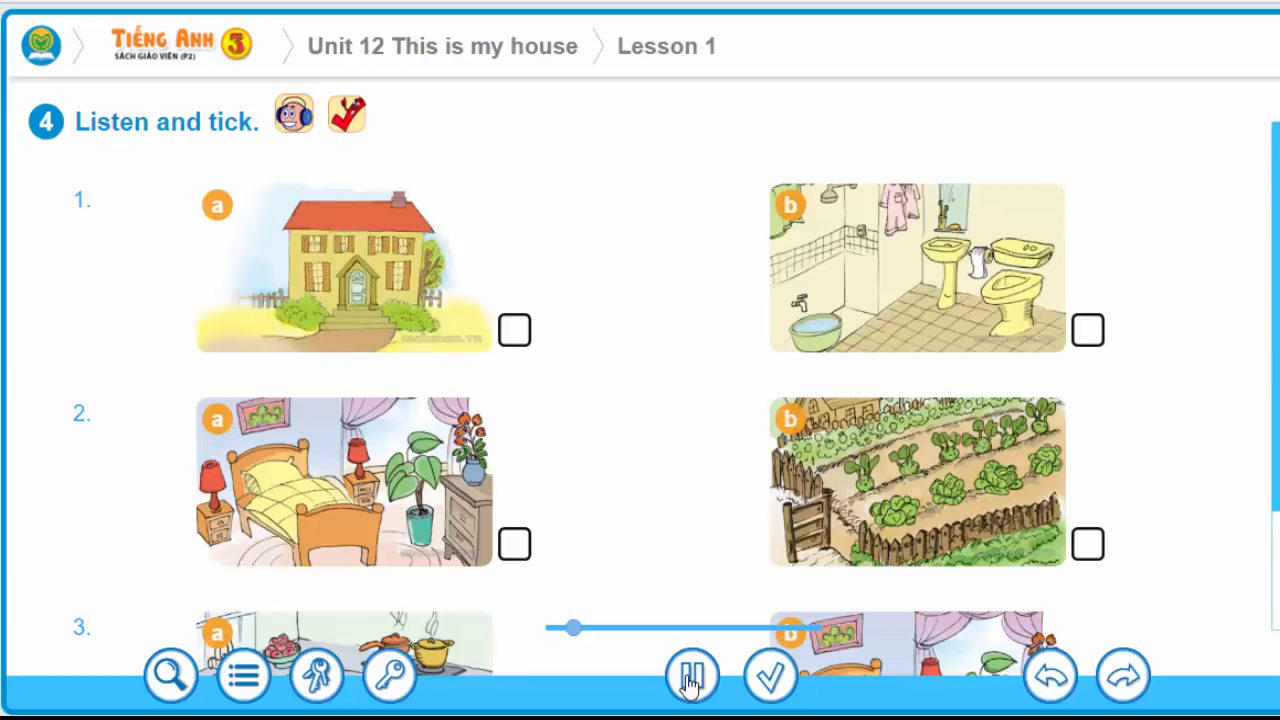 TIẾNG ANH 3
SÁCH GIÁO VIÊN (P2)
Unit 12 This is my house
Lesson 1
4 Listen and tick.
1.
a
b
2.
a
b
3.
a
b